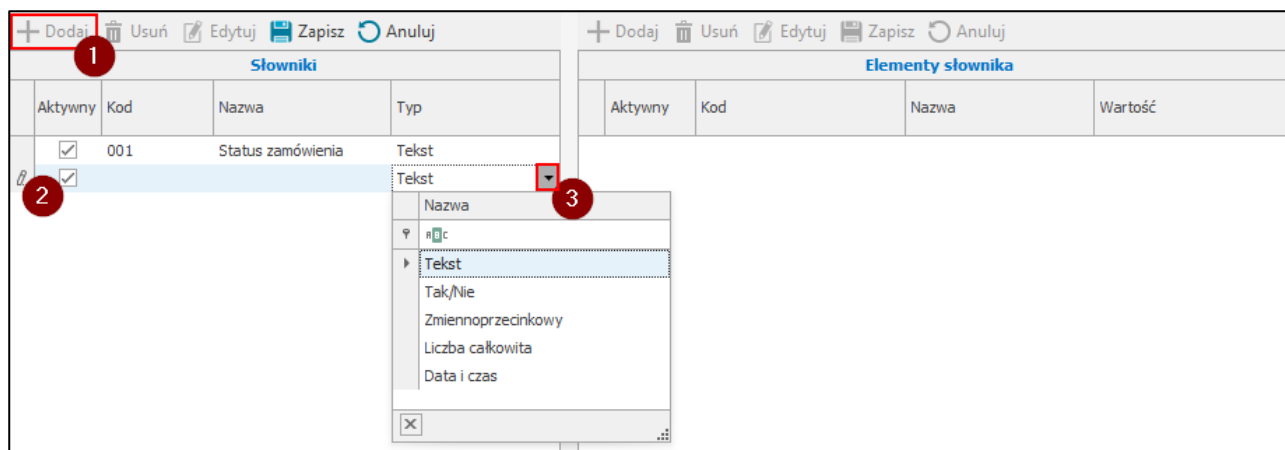 Dodaj Usuń Edytuj Zapisz Anuluj
1
Słowniki
Aktywny Kod Nazwa Typ
001 Status zamówienia Tekst
2
Tekst
3
Nazwa
ABC
Tekst
Tak/Nie
Zmiennoprzecinkowy
Liczba całkowita
Data i czas
Dodaj Usuń Edytuj Zapisz Anuluj
Elementy słownika
Aktywny Kod Nazwa Wartość